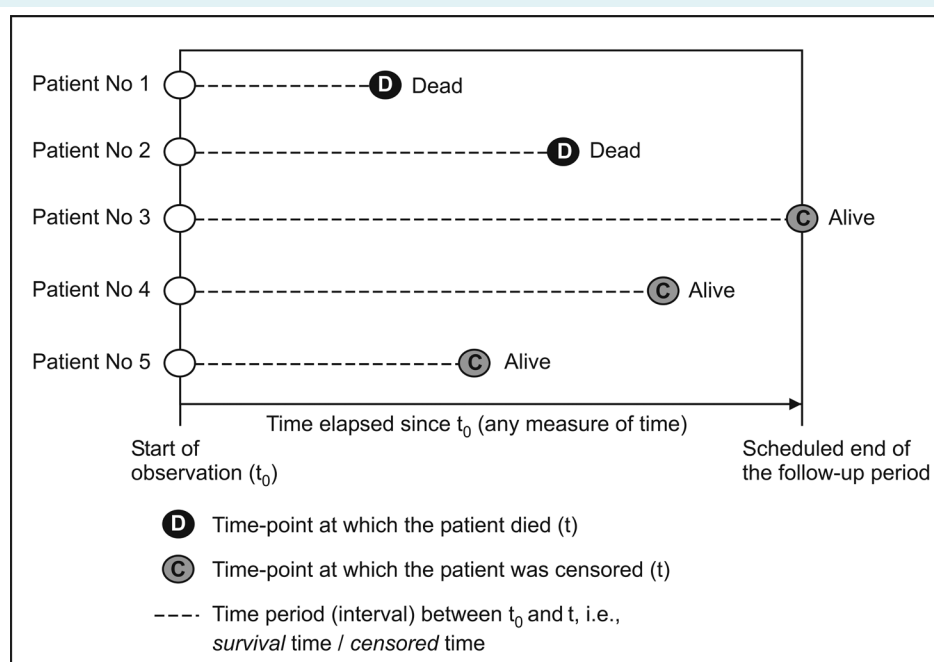 Patient No 1
D Dead
Patient No 2
D Dead
Patient No 3
C Alive
Patient No 4
C Alive
Patient No 5
C Alive
Time elapsed since t₀ (any measure of time)
Start of
observation (t₀)
Scheduled end of
the follow-up period
D Time-point at which the patient died (t)
C Time-point at which the patient was censored (t)
Time period (interval) between t₀ and t, i.e.,
survival time / censored time